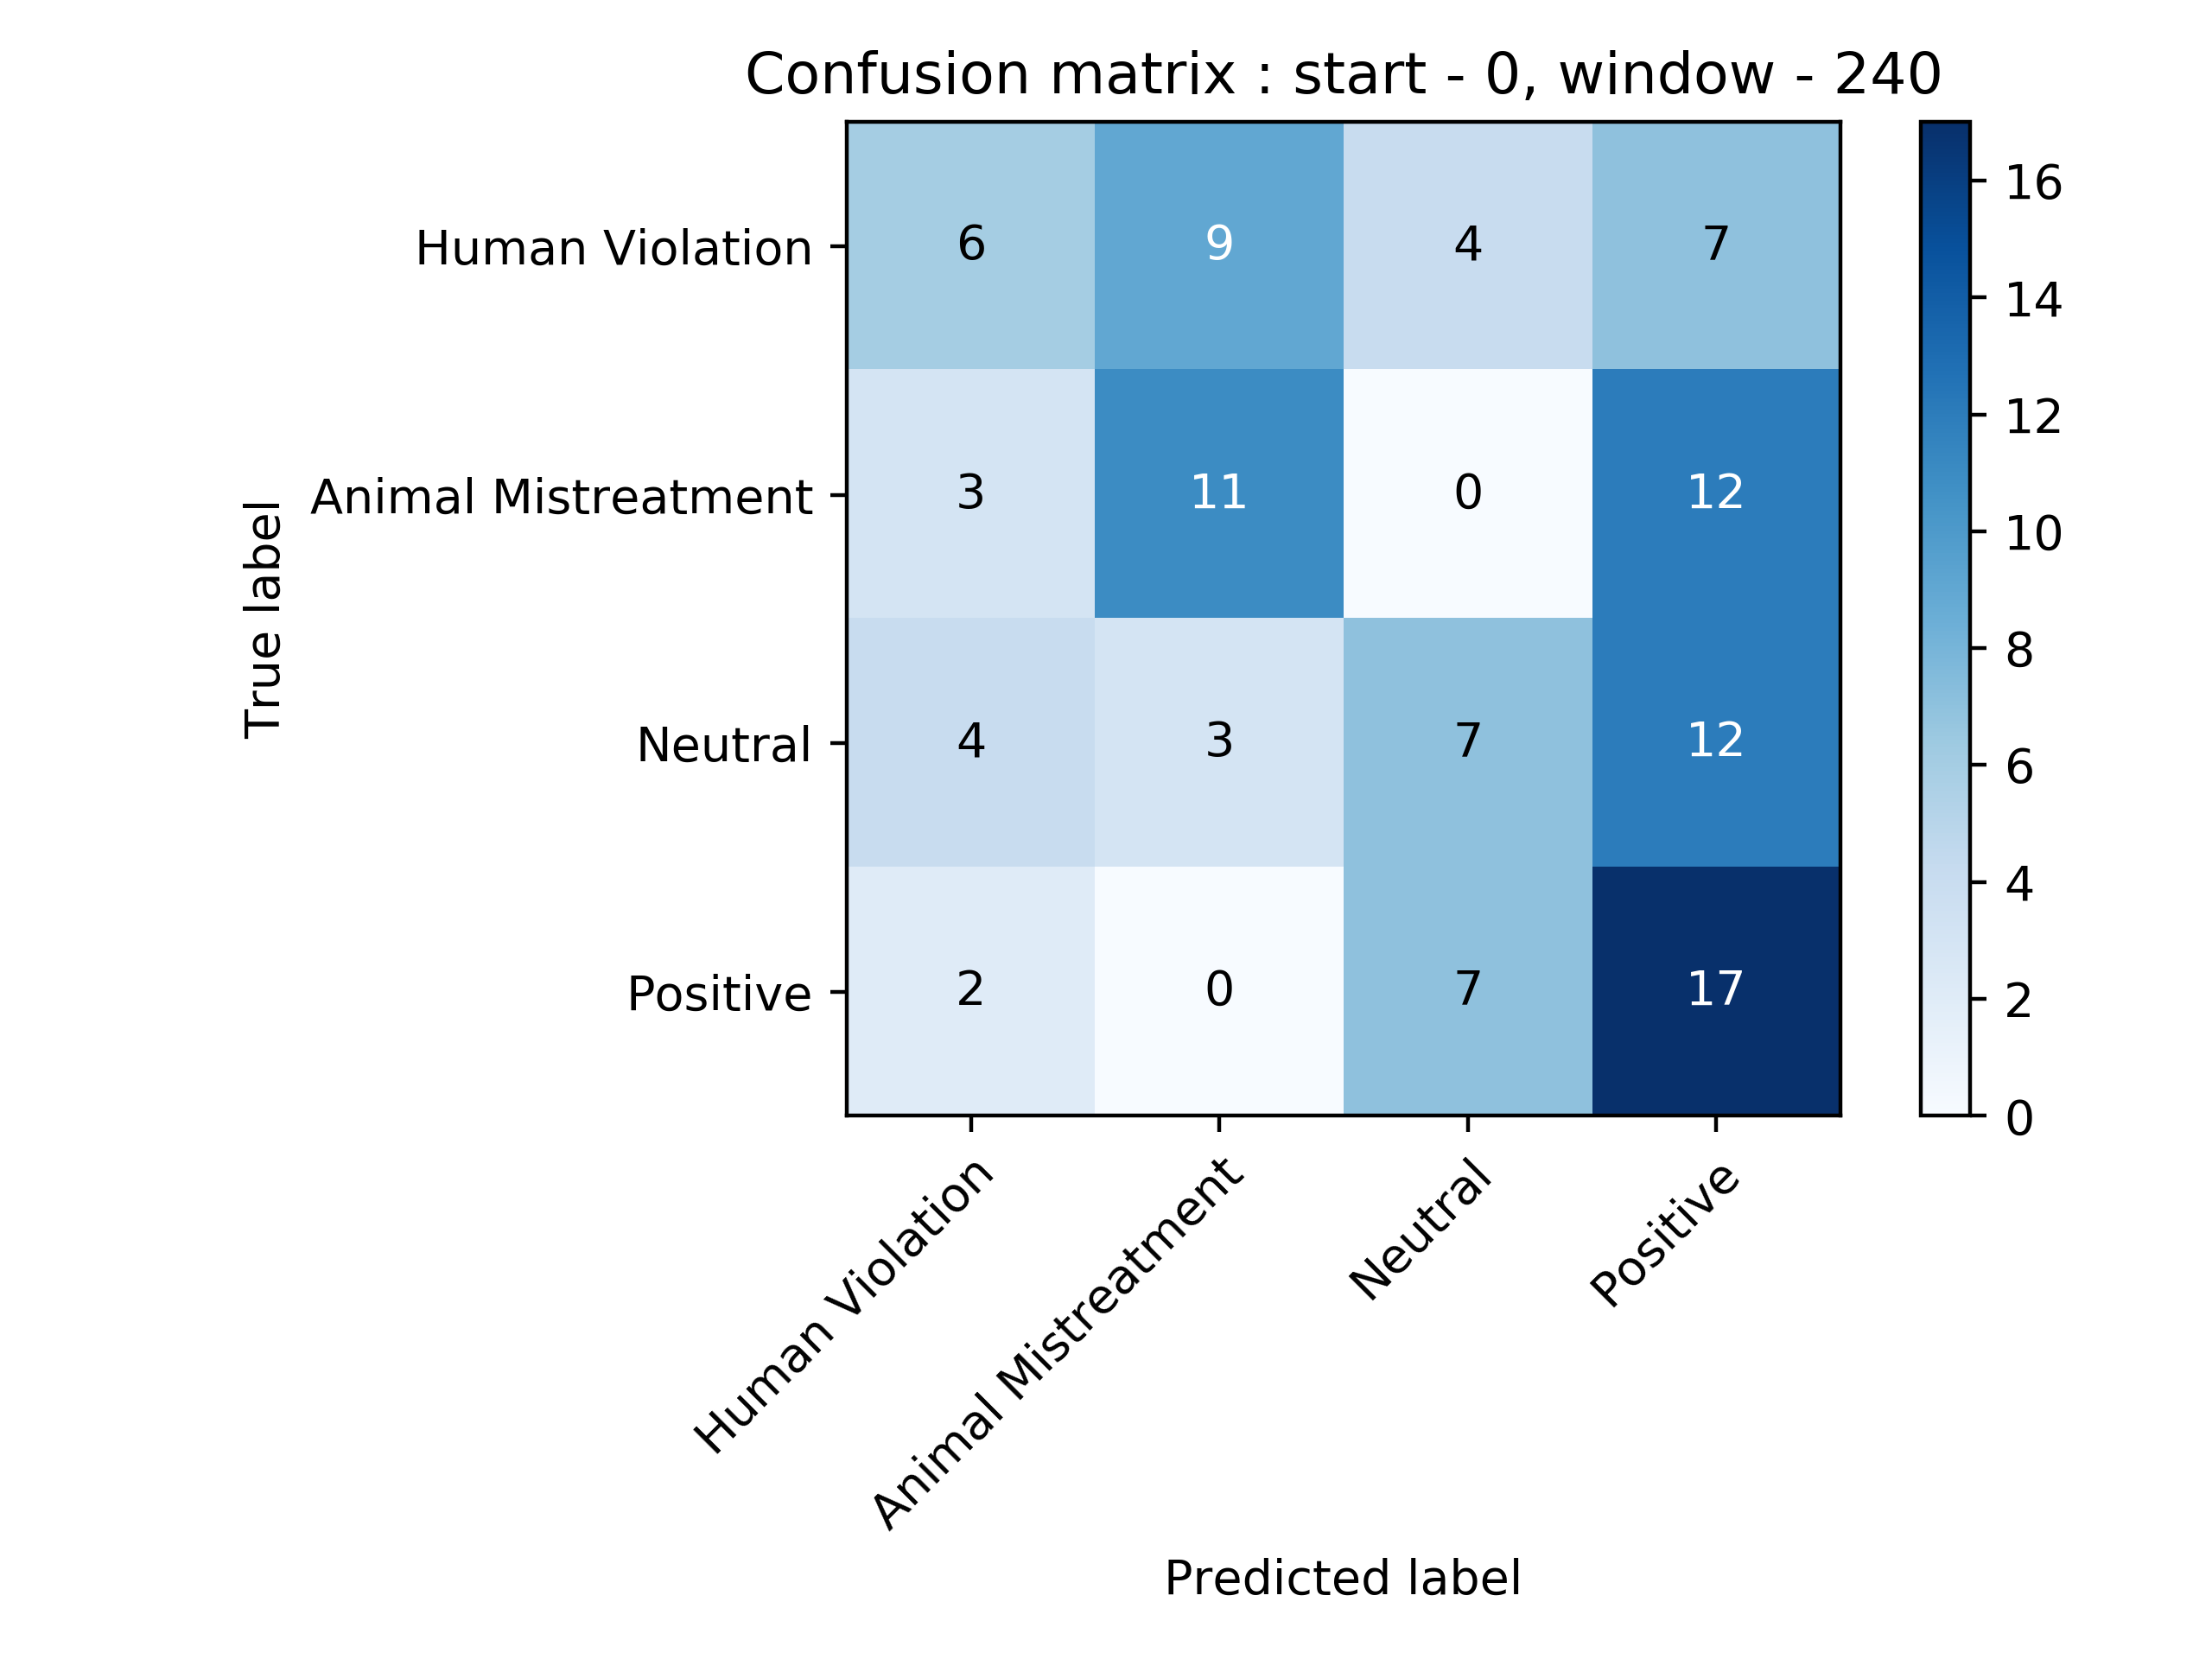 Confusion matrix : start - 0, window - 240
Human Violation 6 9 4 7
Animal Mistreatment 3 11 0 12
Neutral 4 3 7 12
Positive 2 0 7 17
True label
Human Violation
Animal Mistreatment
Neutral
Positive
Predicted label
16
14
12
10
8
6
4
2
0